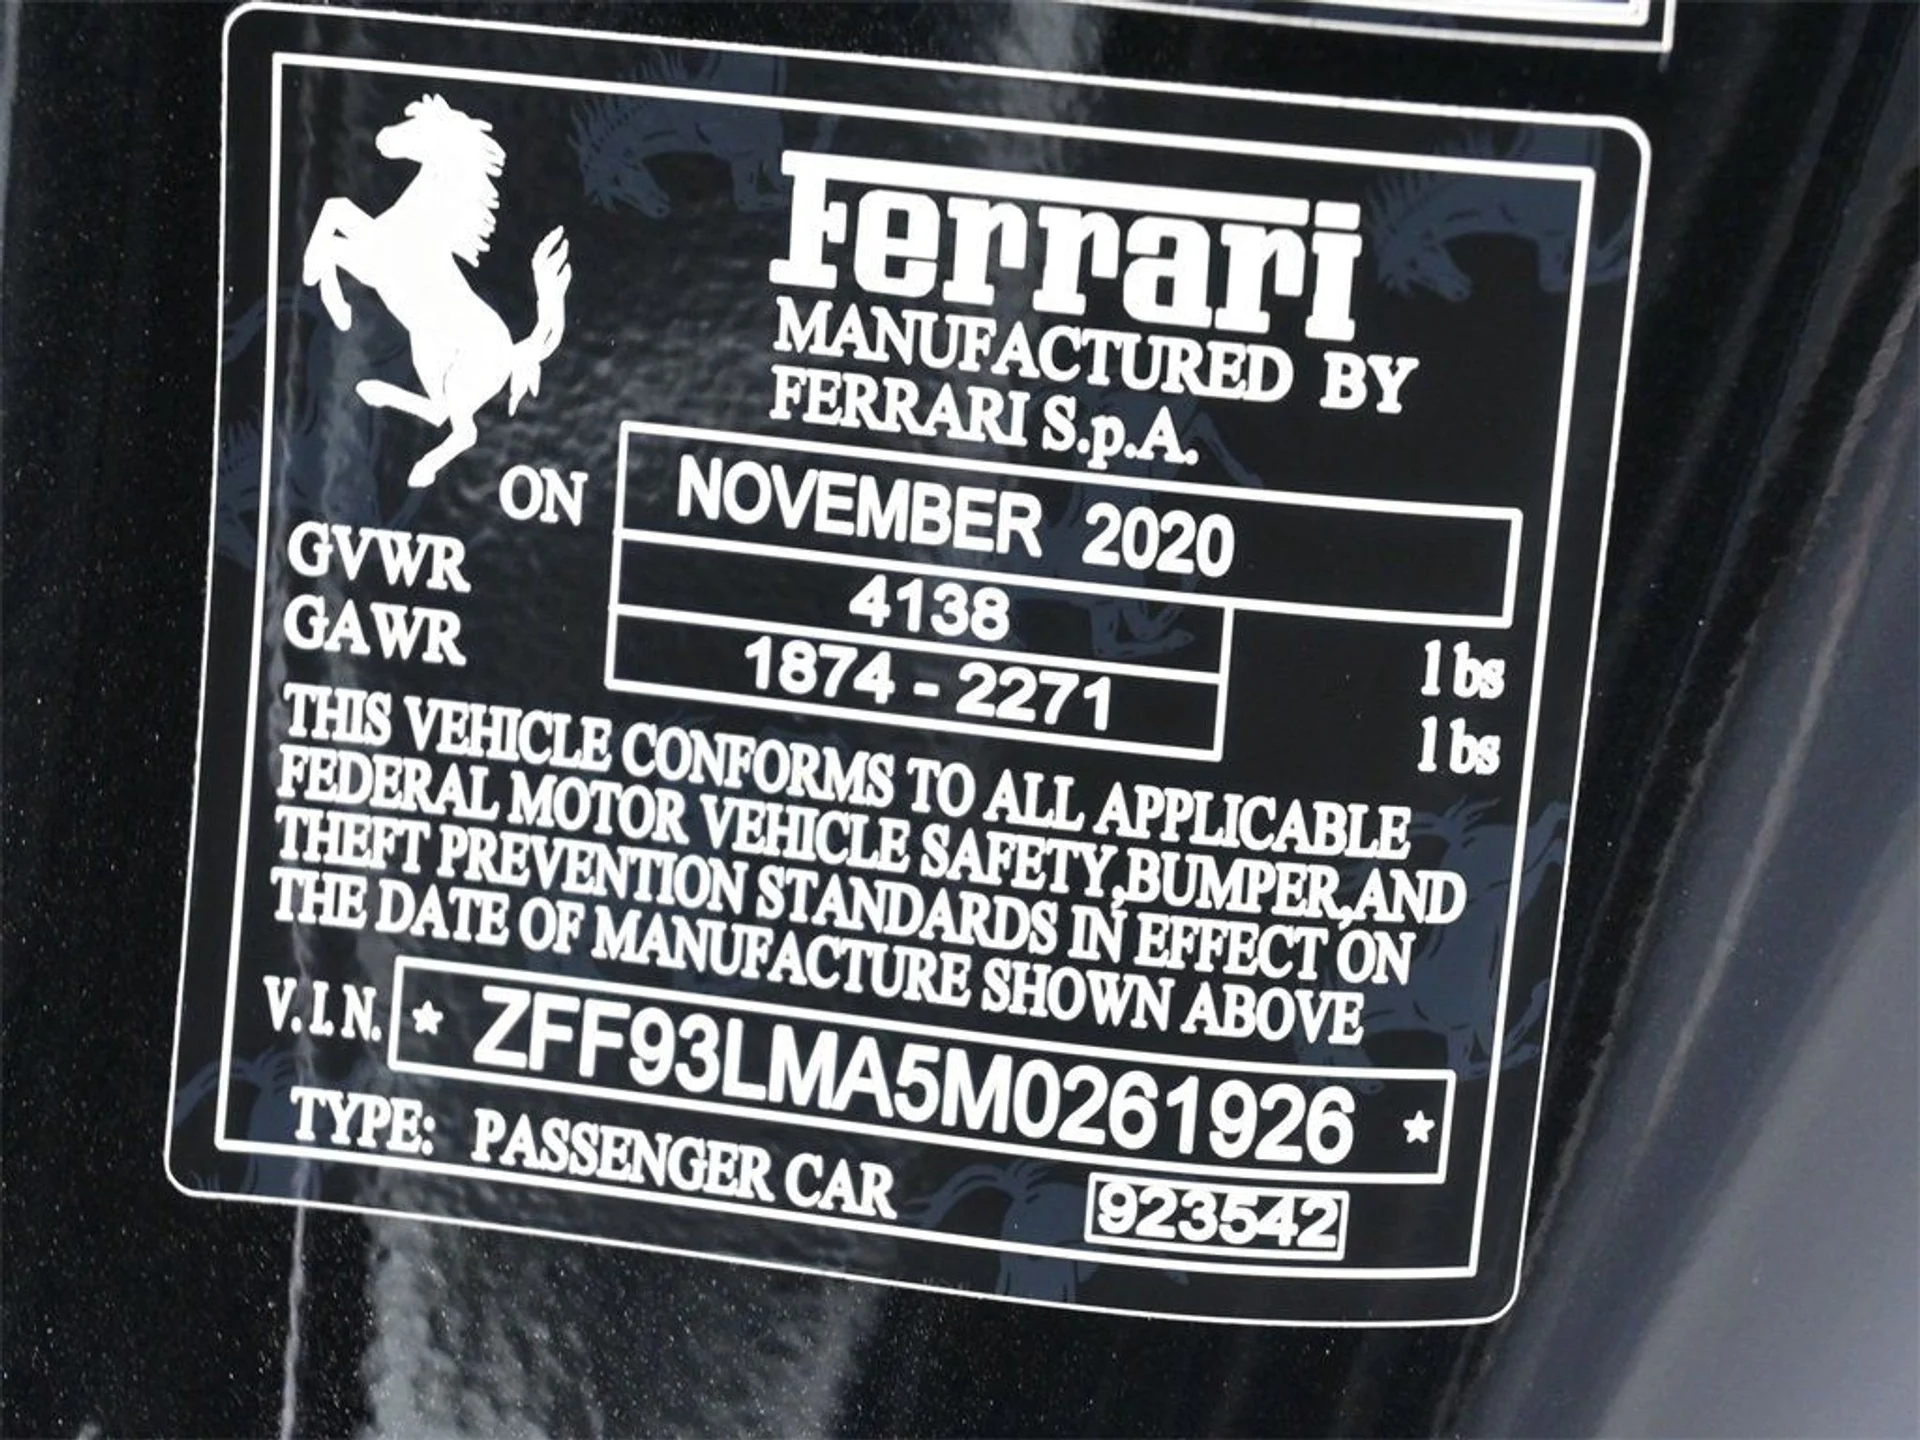 Ferrari
MANUFACTURED BY
FERRARI S.p.A.
ON NOVEMBER 2020
GVWR 4138 lbs
GAWR 1874 - 2271 lbs
THIS VEHICLE CONFORMS TO ALL APPLICABLE
FEDERAL MOTOR VEHICLE SAFETY,BUMPER,AND
THEFT PREVENTION STANDARDS IN EFFECT ON
THE DATE OF MANUFACTURE SHOWN ABOVE
V.I.N. ★ ZFF93LMA5M0261926 ★
TYPE: PASSENGER CAR 923542